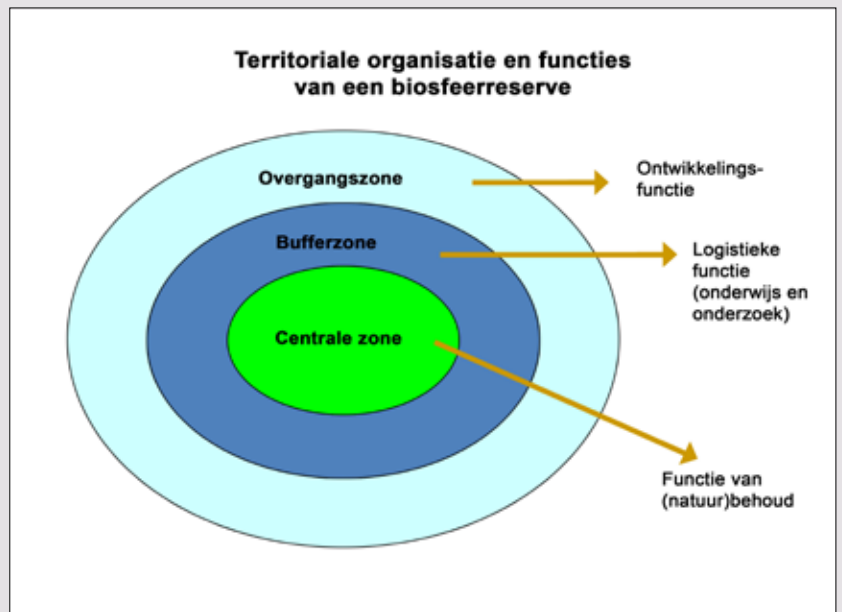 Territoriale organisatie en functies
van een biosfeerreserve
Overgangszone
Ontwikkelings-
functie
Bufferzone
Logistieke
functie
(onderwijs en
onderzoek)
Centrale zone
Functie van
(natuur)behoud